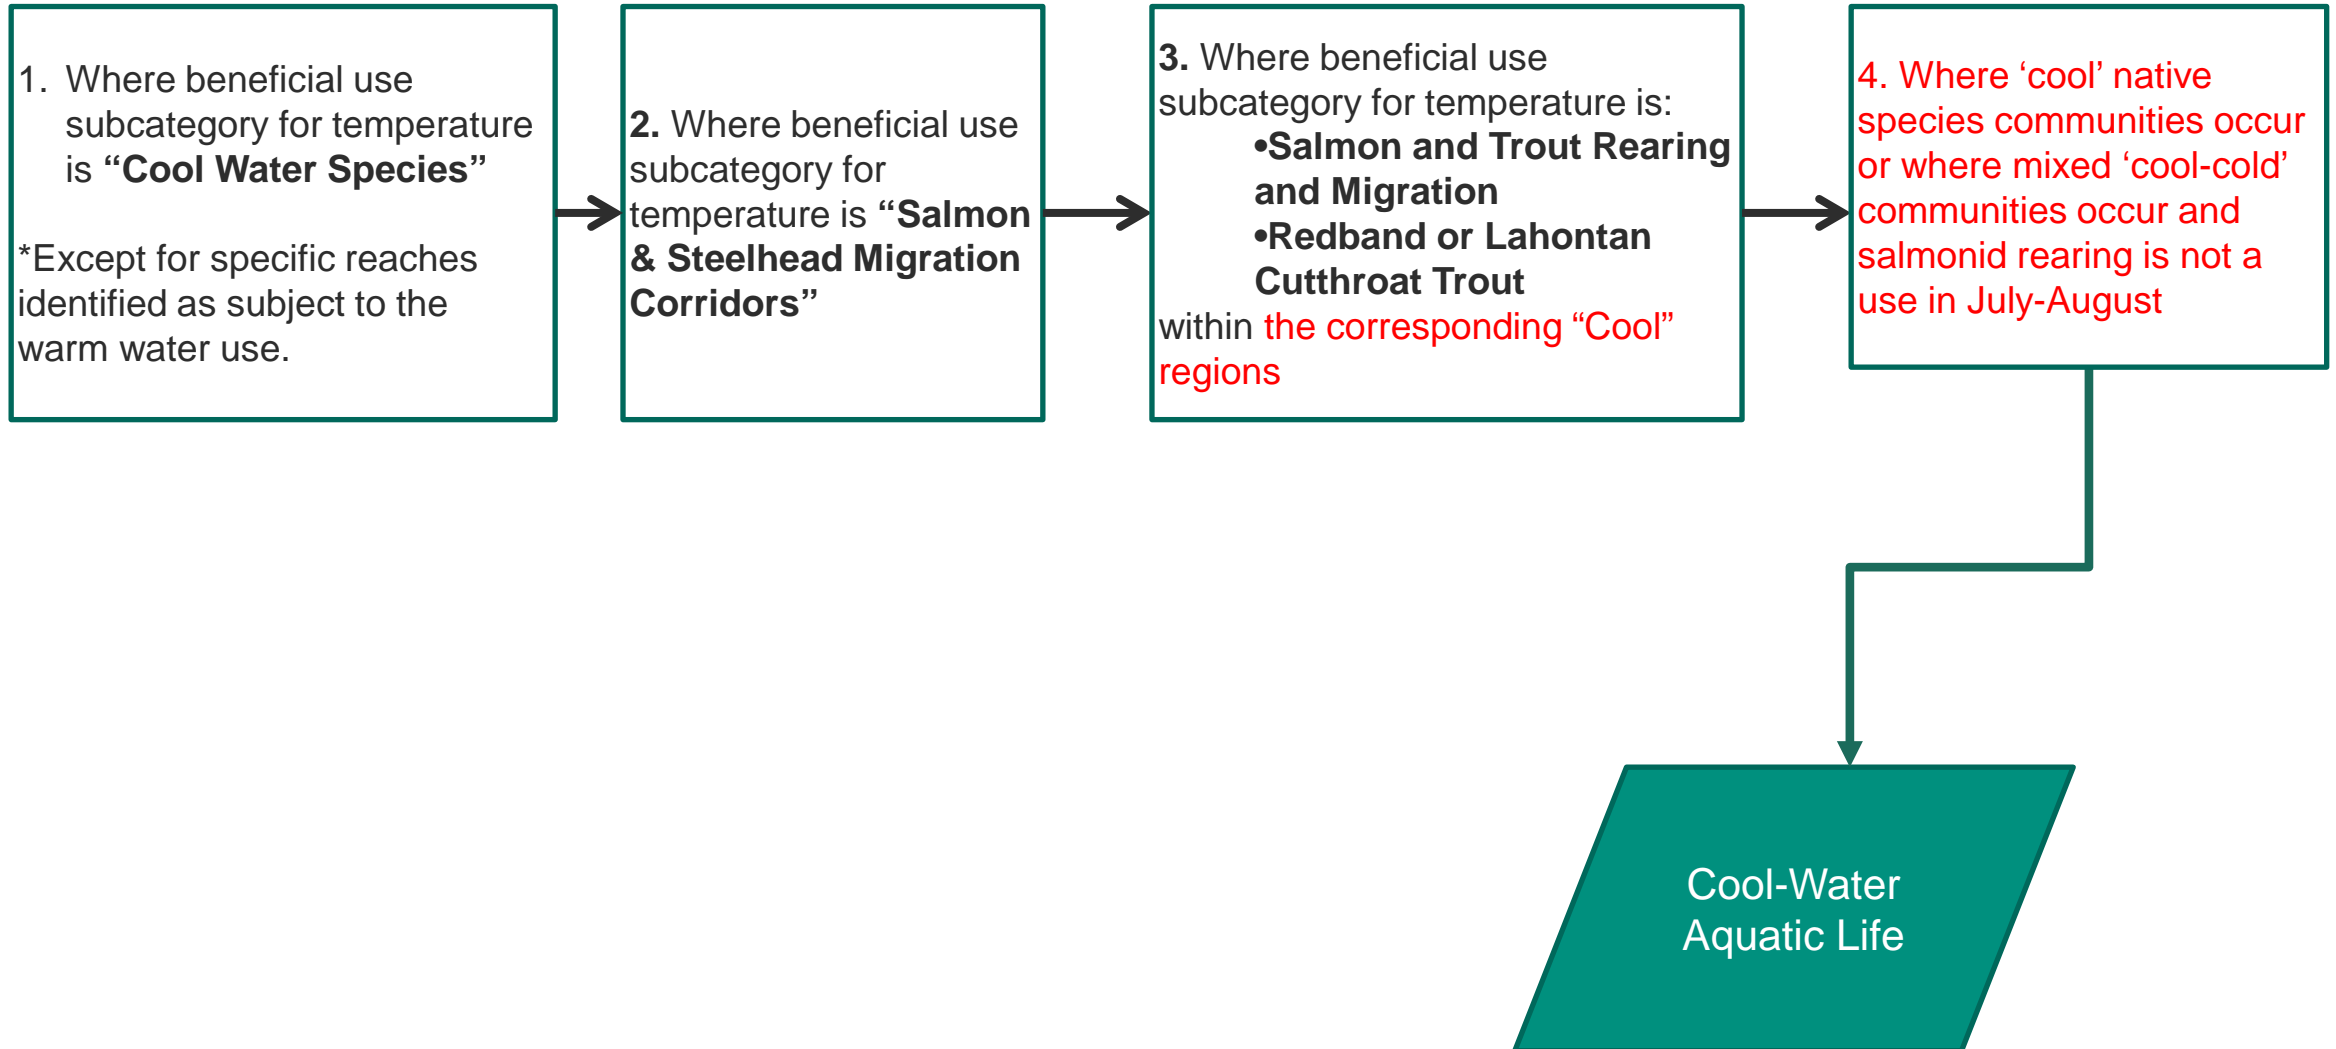 1. Where beneficial use
subcategory for temperature
is “Cool Water Species”
*Except for specific reaches
identified as subject to the
warm water use.
2. Where beneficial use
subcategory for
temperature is “Salmon
& Steelhead Migration
Corridors”
3. Where beneficial use
subcategory for temperature is:
•Salmon and Trout Rearing
and Migration
•Redband or Lahontan
Cutthroat Trout
within the corresponding “Cool”
regions
4. Where ‘cool’ native
species communities occur
or where mixed ‘cool-cold’
communities occur and
salmonid rearing is not a
use in July-August
Cool-Water
Aquatic Life